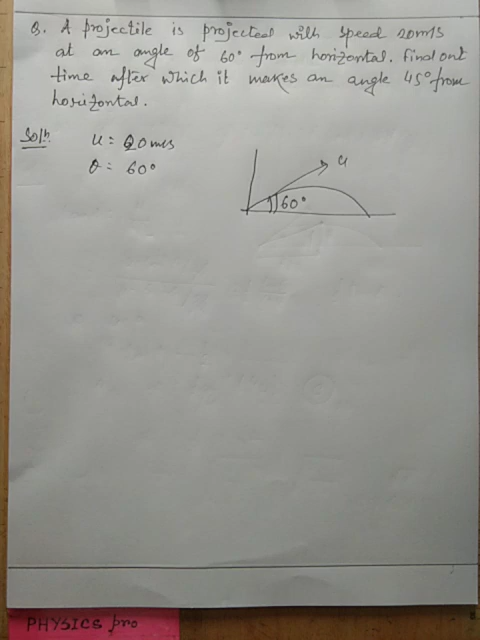 Q. A projectile is projected with speed 20m/s
at an angle of 60° from horizontal. Find out
time after which it makes an angle 45° from
horizontal.
Soln.
u = 20 m/s
θ = 60°
u
60°
PHYSICS pro